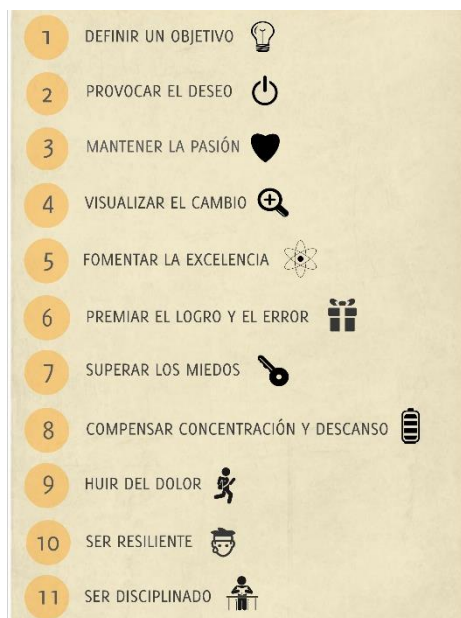 1 DEFINIR UN OBJETIVO
2 PROVOCAR EL DESEO
3 MANTENER LA PASIÓN
4 VISUALIZAR EL CAMBIO
5 FOMENTAR LA EXCELENCIA
6 PREMIAR EL LOGRO Y EL ERROR
7 SUPERAR LOS MIEDOS
8 COMPENSAR CONCENTRACIÓN Y DESCANSO
9 HUIR DEL DOLOR
10 SER RESILIENTE
11 SER DISCIPLINADO